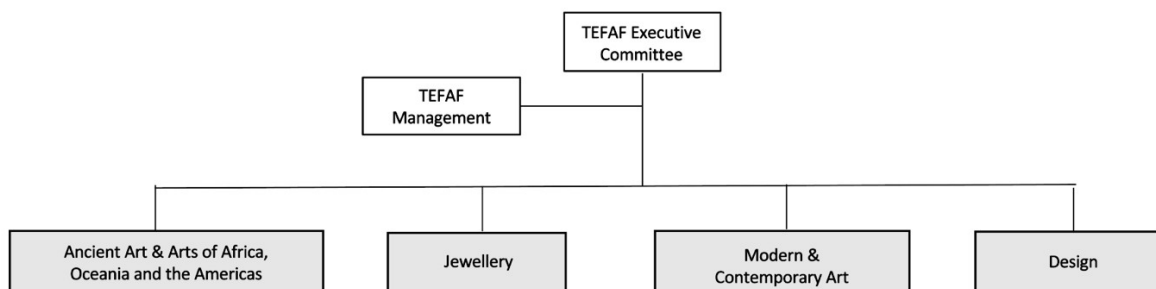 TEFAF Executive
Committee
TEFAF
Management
Ancient Art & Arts of Africa,
Oceania and the Americas
Jewellery
Modern &
Contemporary Art
Design